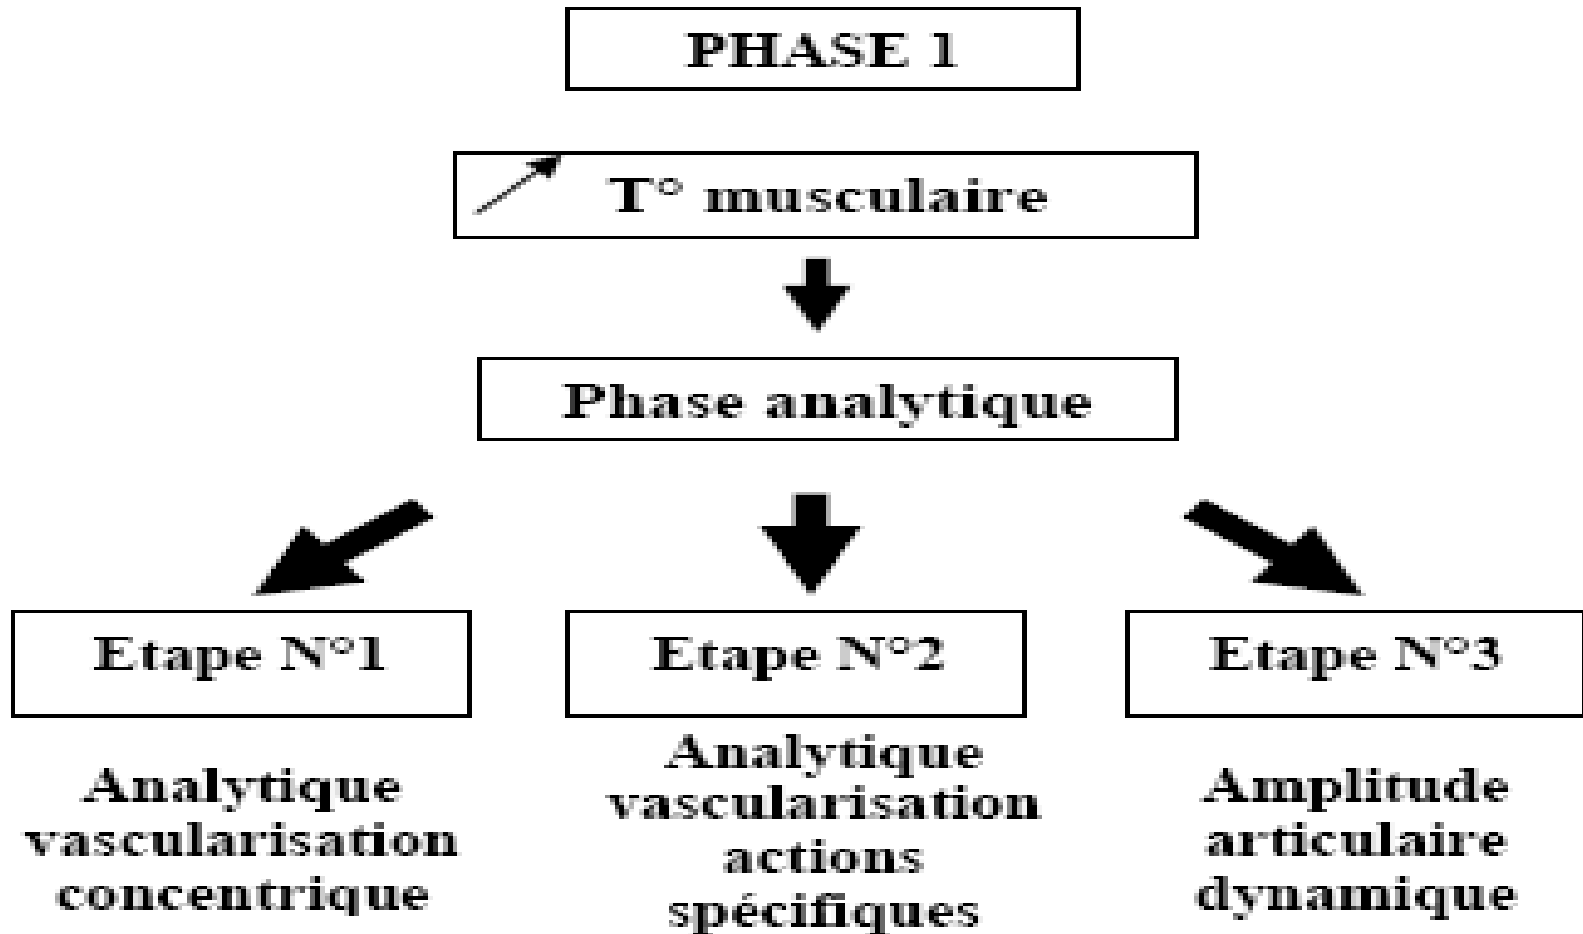 PHASE 1
T° musculaire
Phase analytique
Etape N°1
Analytique
vascularisation
concentrique
Etape N°2
Analytique
vascularisation
actions
spécifiques
Etape N°3
Amplitude
articulaire
dynamique